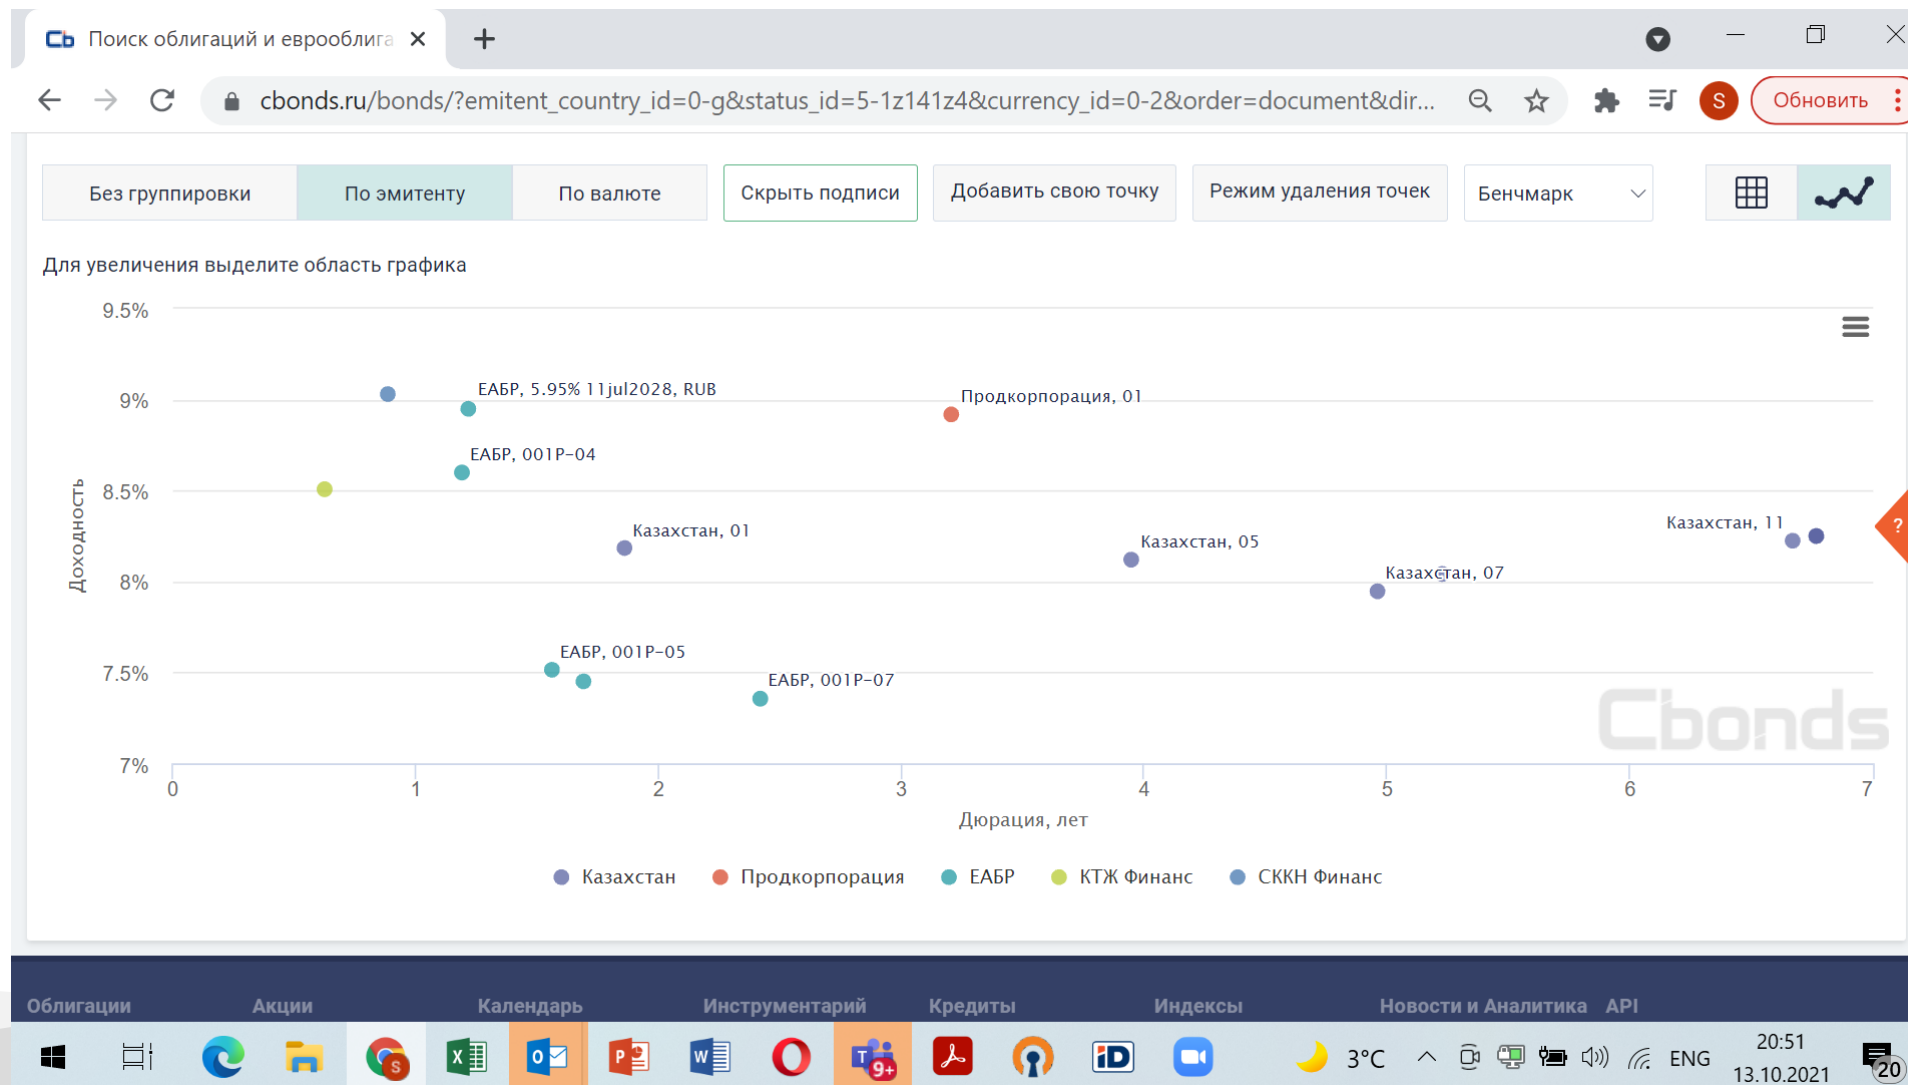 Cb Поиск облигаций и еврооблига
cbonds.ru/bonds/?emitent_country_id=0-g&status_id=5-1z141z4&currency_id=0-2&order=document&dir... S Обновить
Без группировки По эмитенту По валюте Скрыть подписи Добавить свою точку Режим удаления точек Бенчмарк
Для увеличения выделите область графика
9.5%
ЕАБР, 5.95% 11jul2028, RUB
Продкорпорация, 01
9%
ЕАБР, 001P-04
8.5%
Казахстан, 11
?
Казахстан, 01
Казахстан, 05
Казахстан, 07
8%
ЕАБР, 001P-05
7.5%
ЕАБР, 001P-07
Cbonds
7%
Доходность
0 1 2 3 4 5 6 7
Дюрация, лет
Казахстан Продкорпорация ЕАБР КТЖ Финанс СККН Финанс
Облигации Акции Календарь Инструментарий Кредиты Индексы Новости и Аналитика API
S X O P W T 9+ iD 3°C ENG 20:51
13.10.2021 20